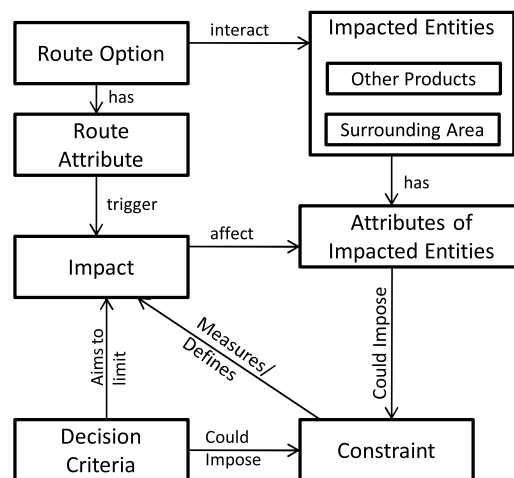 Route Option
interact
Impacted Entities
Other Products
Surrounding Area
has
Route
Attribute
has
trigger
Attributes of
Impacted Entities
Impact
affect
Aims to
limit
Measures/
Defines
Could Impose
Decision
Criteria
Could
Impose
Constraint